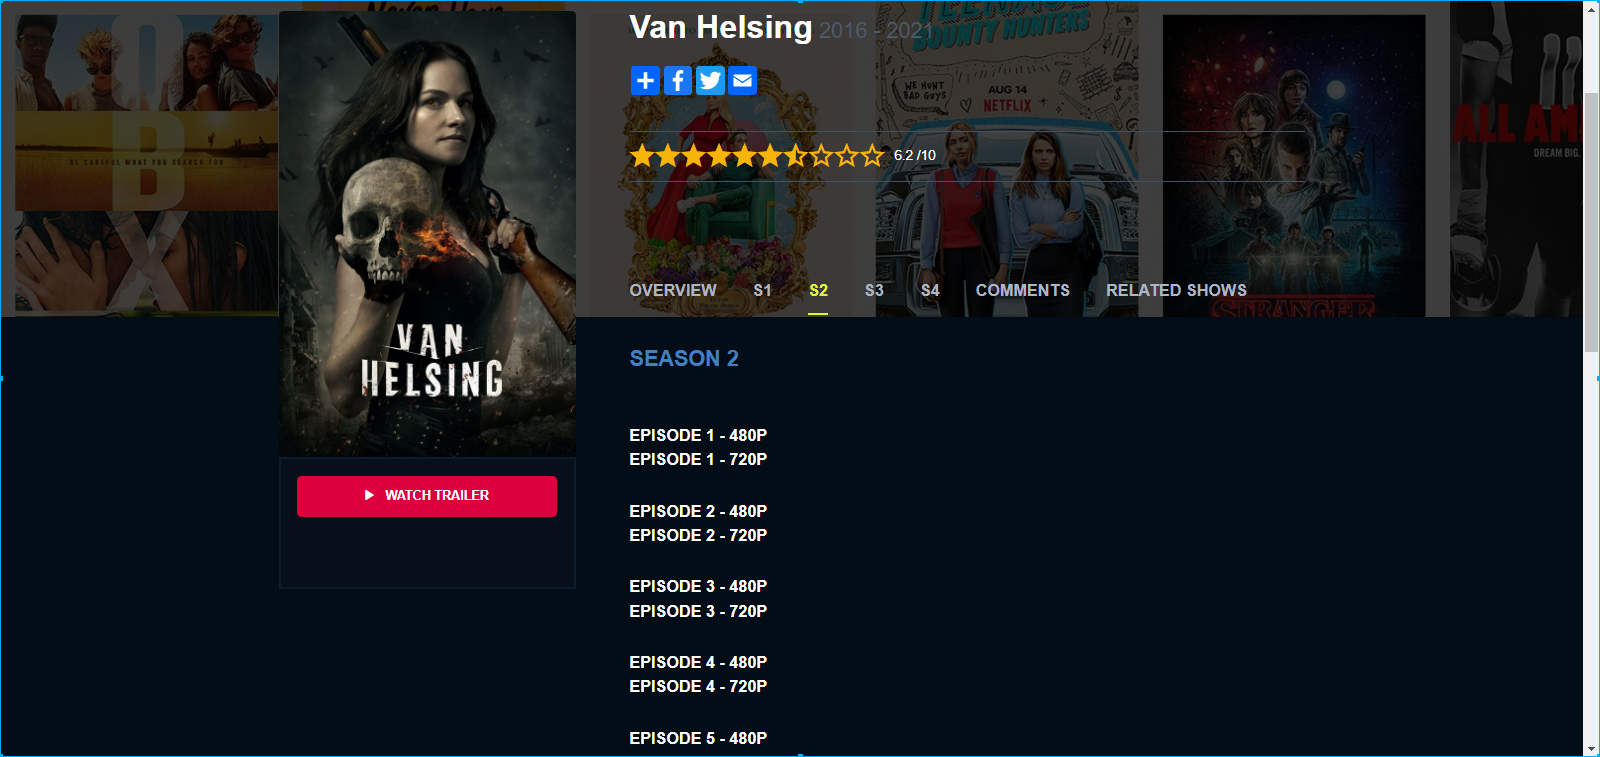 Van Helsing 2016 - 2021
TEENAGE
BOUNTY HUNTERS
WE HUNT
BAD GUYS
AUG 14
NETFLIX
6.2 /10
ALL AM
DREAM BIG.
O
B
X
BE CAREFUL WHAT YOU SEARCH FOR
VAN
HELSING
OVERVIEW S1 S2 S3 S4 COMMENTS RELATED SHOWS
STRANGER
SEASON 2
EPISODE 1 - 480P
EPISODE 1 - 720P
EPISODE 2 - 480P
EPISODE 2 - 720P
EPISODE 3 - 480P
EPISODE 3 - 720P
EPISODE 4 - 480P
EPISODE 4 - 720P
EPISODE 5 - 480P
WATCH TRAILER